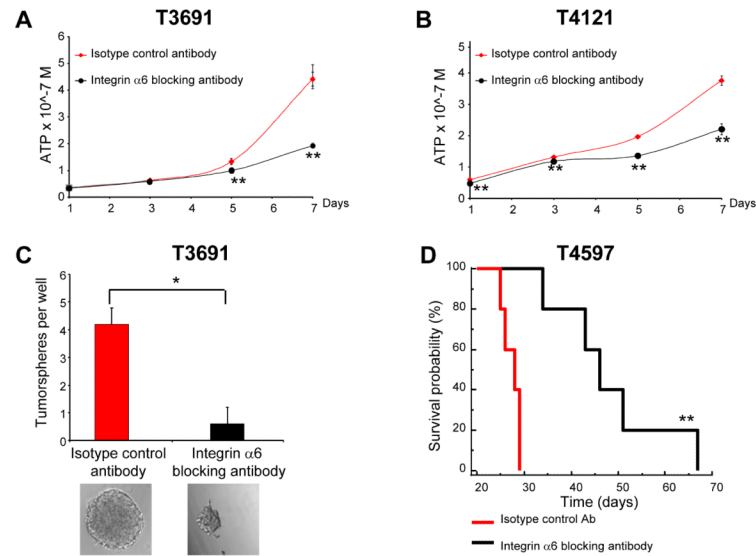 A
T3691
ATP x 10^-7 M
6
5
4
3
2
1
0
Isotype control antibody
Integrin α6 blocking antibody
**
**
1 2 3 4 5 6 7 Days
B
T4121
ATP x 10^-7 M
5
4
3
2
1
0
Isotype control antibody
Integrin α6 blocking antibody
**
**
**
**
1 2 3 4 5 6 7 Days
C
T3691
Tumorspheres per well
6
5
4
3
2
1
0
*
Isotype control
antibody
Integrin α6
blocking antibody
D
T4597
Survival probability (%)
100
80
60
40
20
0
**
20 30 40 50 60 70
Time (days)
Isotype control Ab
Integrin α6 blocking antibody